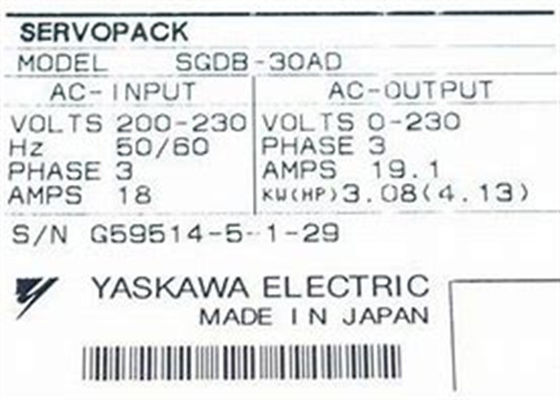 SERVOPACK
MODEL SGDB-30AD
AC-INPUT AC-OUTPUT
VOLTS 200-230 VOLTS 0-230
Hz 50/60 PHASE 3
PHASE 3 AMPS 19.1
AMPS 18 KW(HP) 3.08(4.13)
S/N G59514-5-1-29
YASKAWA ELECTRIC
MADE IN JAPAN